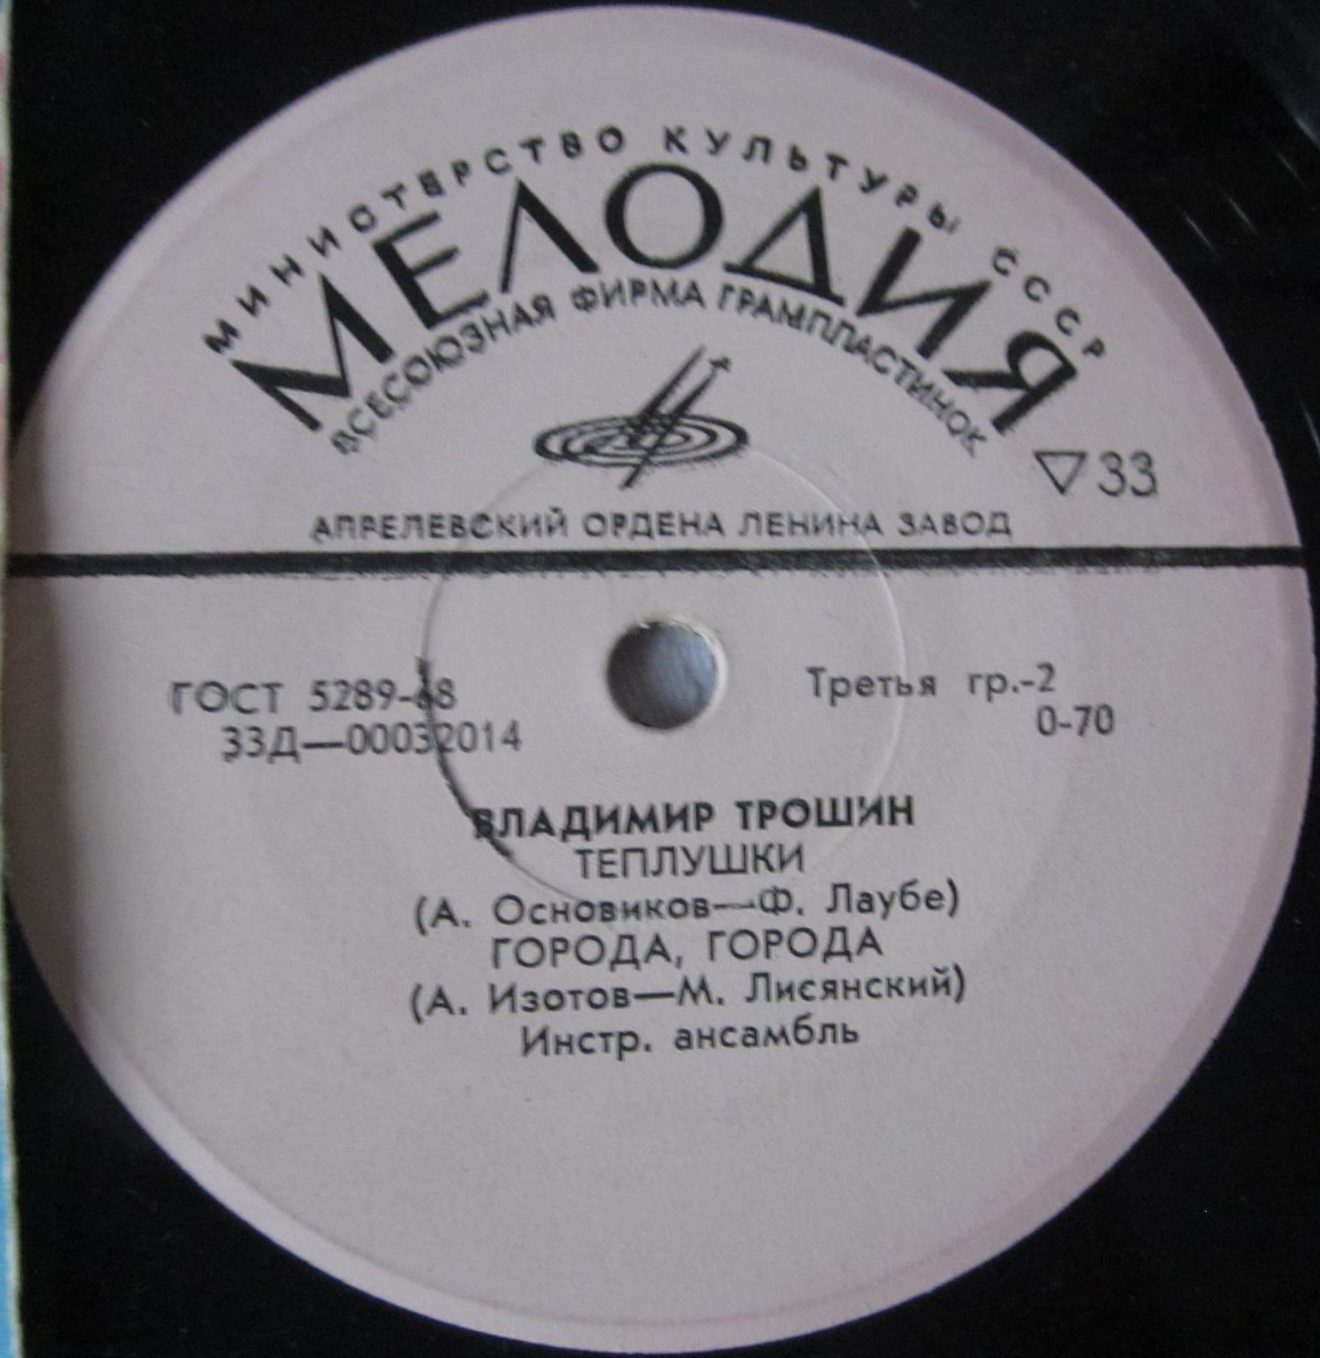 МИНИСТЕРСТВО КУЛЬТУРЫ СССР
МЕЛОДИЯ
ВСЕСОЮЗНАЯ ФИРМА ГРАМПЛАСТИНОК
▽33
АПРЕЛЕВСКИЙ ОРДЕНА ЛЕНИНА ЗАВОД
ГОСТ 5289-68
Третья гр.-2
33Д—00032014
0-70
ВЛАДИМИР ТРОШИН
ТЕПЛУШКИ
(А. Основиков—Ф. Лаубе)
ГОРОДА, ГОРОДА
(А. Изотов—М. Лисянский)
Инстр. ансамбль